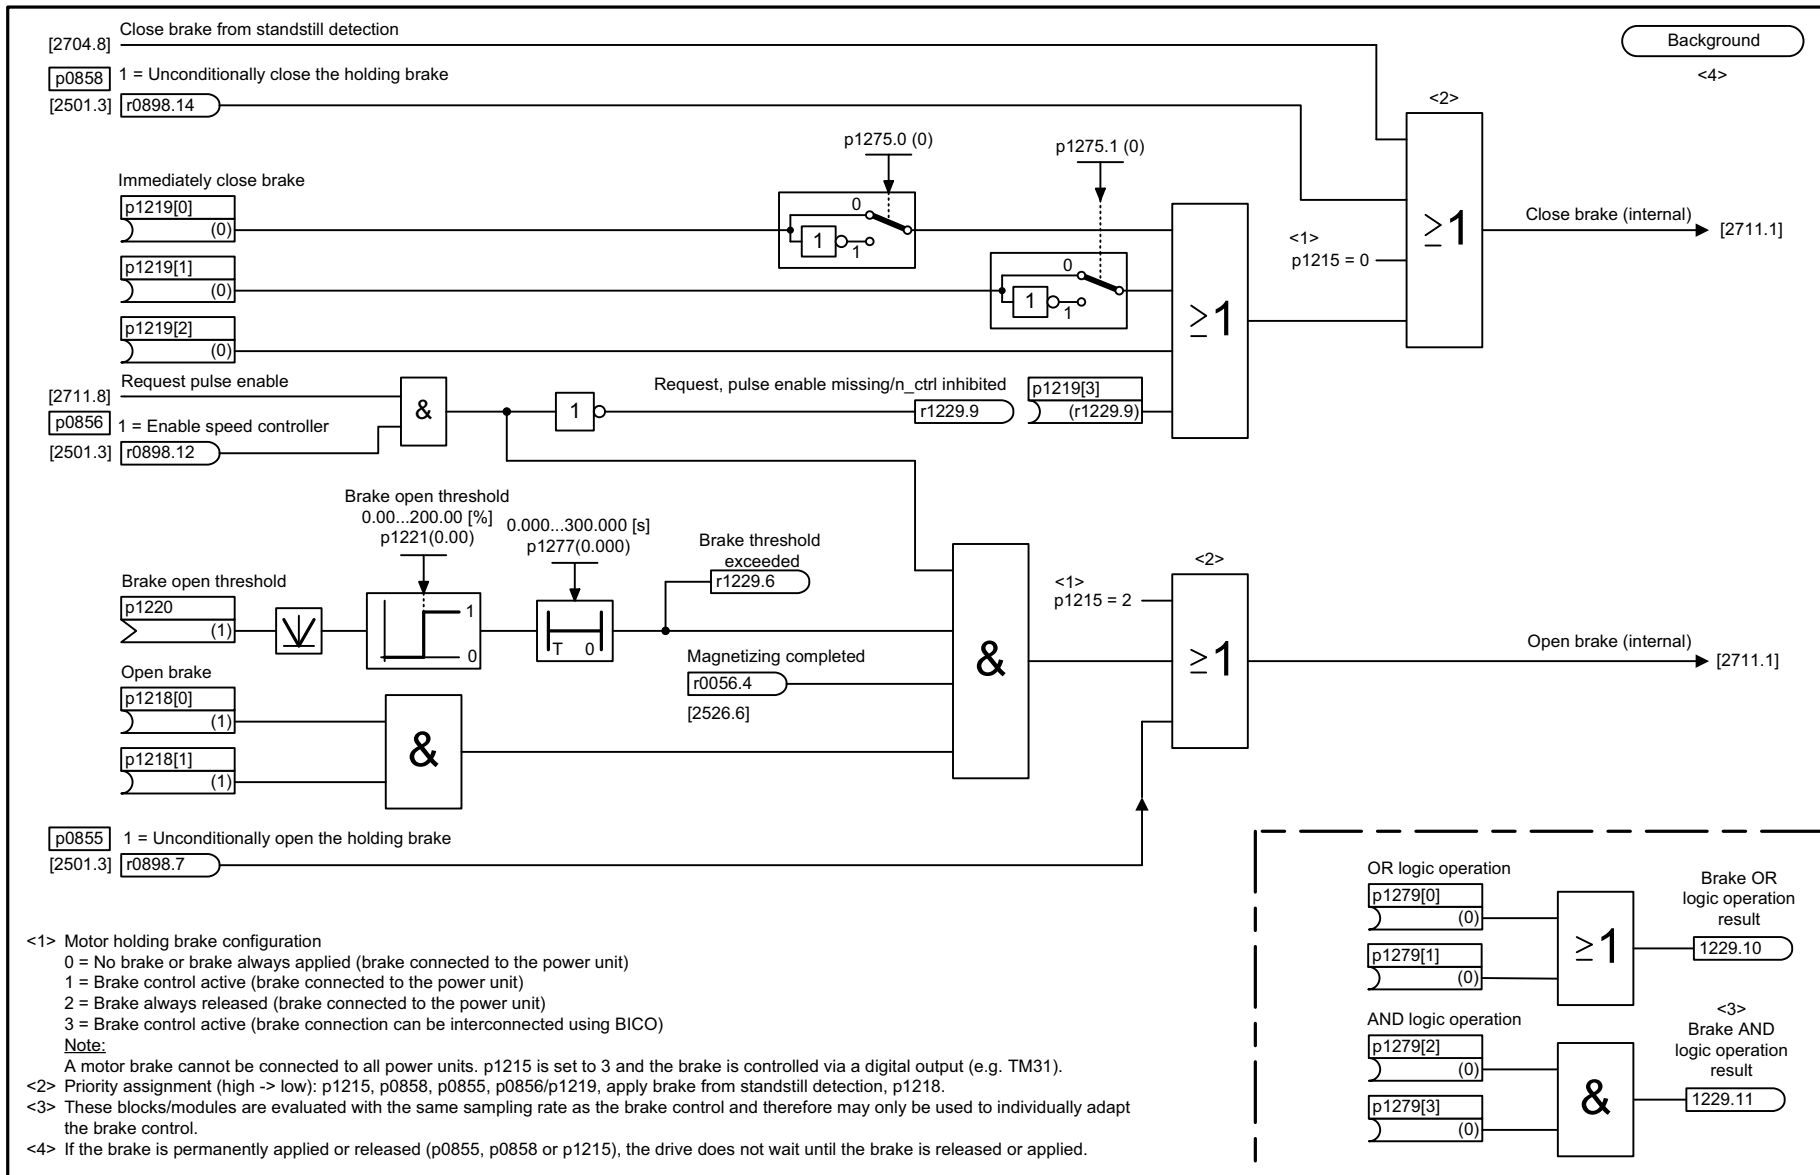 Close brake from standstill detection
[2704.8]
Background
<4>
p0858 1 = Unconditionally close the holding brake
[2501.3] r0898.14
<2>
p1275.0 (0)
p1275.1 (0)
Immediately close brake
p1219[0]
(0)
0
1
1
p1219[1]
(0)
0
1
1
p1219[2]
(0)
≥1
<1>
p1215 = 0
≥1
Close brake (internal)
[2711.1]
Request pulse enable
[2711.8]
p0856 1 = Enable speed controller
[2501.3] r0898.12
&
1
Request, pulse enable missing/n_ctrl inhibited
r1229.9
p1219[3]
(r1229.9)
Brake open threshold
0.00...200.00 [%]
p1221(0.00)
0.000...300.000 [s]
p1277(0.000)
Brake threshold
exceeded
r1229.6
Brake open threshold
p1220
(1)
1
0
T 0
Magnetizing completed
r0056.4
[2526.6]
Open brake
p1218[0]
(1)
p1218[1]
(1)
&
&
<1>
p1215 = 2
<2>
≥1
Open brake (internal)
[2711.1]
p0855 1 = Unconditionally open the holding brake
[2501.3] r0898.7
OR logic operation
p1279[0]
(0)
p1279[1]
(0)
≥1
Brake OR
logic operation
result
1229.10
AND logic operation
p1279[2]
(0)
p1279[3]
(0)
&
<3>
Brake AND
logic operation
result
1229.11
<1> Motor holding brake configuration
0 = No brake or brake always applied (brake connected to the power unit)
1 = Brake control active (brake connected to the power unit)
2 = Brake always released (brake connected to the power unit)
3 = Brake control active (brake connection can be interconnected using BICO)
Note:
A motor brake cannot be connected to all power units. p1215 is set to 3 and the brake is controlled via a digital output (e.g. TM31).
<2> Priority assignment (high -> low): p1215, p0858, p0855, p0856/p1219, apply brake from standstill detection, p1218.
<3> These blocks/modules are evaluated with the same sampling rate as the brake control and therefore may only be used to individually adapt
the brake control.
<4> If the brake is permanently applied or released (p0855, p0858 or p1215), the drive does not wait until the brake is released or applied.